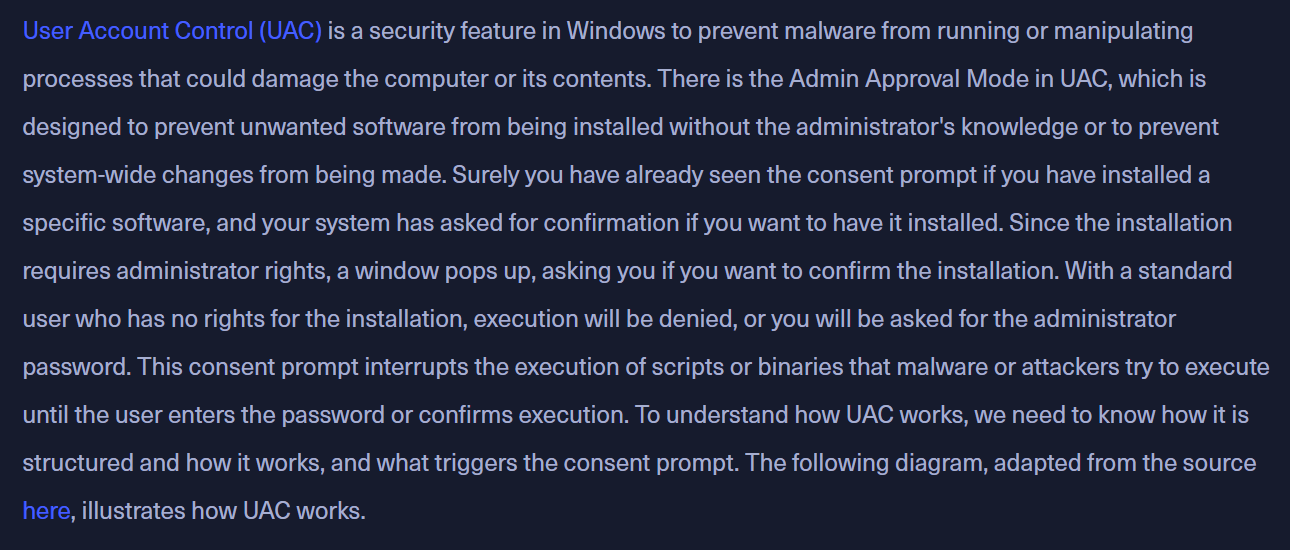 User Account Control (UAC) is a security feature in Windows to prevent malware from running or manipulating
processes that could damage the computer or its contents. There is the Admin Approval Mode in UAC, which is
designed to prevent unwanted software from being installed without the administrator's knowledge or to prevent
system-wide changes from being made. Surely you have already seen the consent prompt if you have installed a
specific software, and your system has asked for confirmation if you want to have it installed. Since the installation
requires administrator rights, a window pops up, asking you if you want to confirm the installation. With a standard
user who has no rights for the installation, execution will be denied, or you will be asked for the administrator
password. This consent prompt interrupts the execution of scripts or binaries that malware or attackers try to execute
until the user enters the password or confirms execution. To understand how UAC works, we need to know how it is
structured and how it works, and what triggers the consent prompt. The following diagram, adapted from the source
here, illustrates how UAC works.